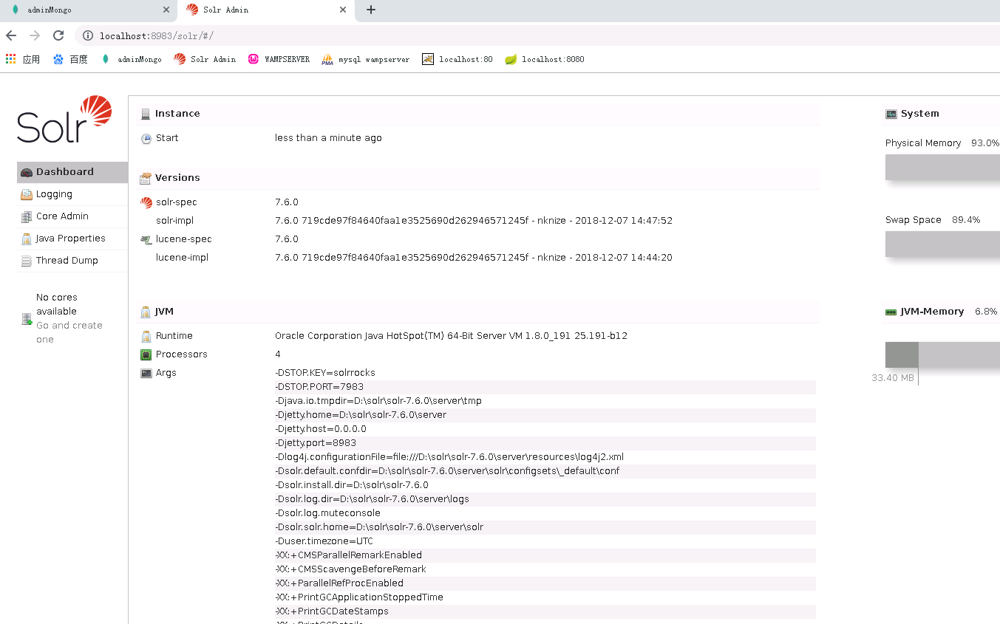 adminMongo
Solr Admin
localhost:8983/solr/#/
应用 百度 adminMongo Solr Admin WAMPSERVER mysql wampserver localhost:80 localhost:8080
PMA
Solr
Dashboard
Logging
Core Admin
Java Properties
Thread Dump
No cores
available
Go and create
one
Instance
Start less than a minute ago
Versions
solr-spec 7.6.0
solr-impl 7.6.0 719cde97f84640faa1e3525690d262946571245f - nknize - 2018-12-07 14:47:52
lucene-spec 7.6.0
lucene-impl 7.6.0 719cde97f84640faa1e3525690d262946571245f - nknize - 2018-12-07 14:44:20
JVM
Runtime Oracle Corporation Java HotSpot(TM) 64-Bit Server VM 1.8.0_191 25.191-b12
Processors 4
Args -DSTOP.KEY=solrrocks
-DSTOP.PORT=7983
-Djava.io.tmpdir=D:\solr\solr-7.6.0\server\tmp
-Djetty.home=D:\solr\solr-7.6.0\server
-Djetty.host=0.0.0.0
-Djetty.port=8983
-Dlog4j.configurationFile=file:///D:\solr\solr-7.6.0\server\resources\log4j2.xml
-Dsolr.default.confdir=D:\solr\solr-7.6.0\server\solr\configsets\_default\conf
-Dsolr.install.dir=D:\solr\solr-7.6.0
-Dsolr.log.dir=D:\solr\solr-7.6.0\server\logs
-Dsolr.log.muteconsole
-Dsolr.solr.home=D:\solr\solr-7.6.0\server\solr
-Duser.timezone=UTC
-XX:+CMSParallelRemarkEnabled
-XX:+CMSScavengeBeforeRemark
-XX:+ParallelRefProcEnabled
-XX:+PrintGCApplicationStoppedTime
-XX:+PrintGCDateStamps
-XX:+PrintGCDetails
System
Physical Memory 93.0%
Swap Space 89.4%
JVM-Memory 6.8%
33.40 MB